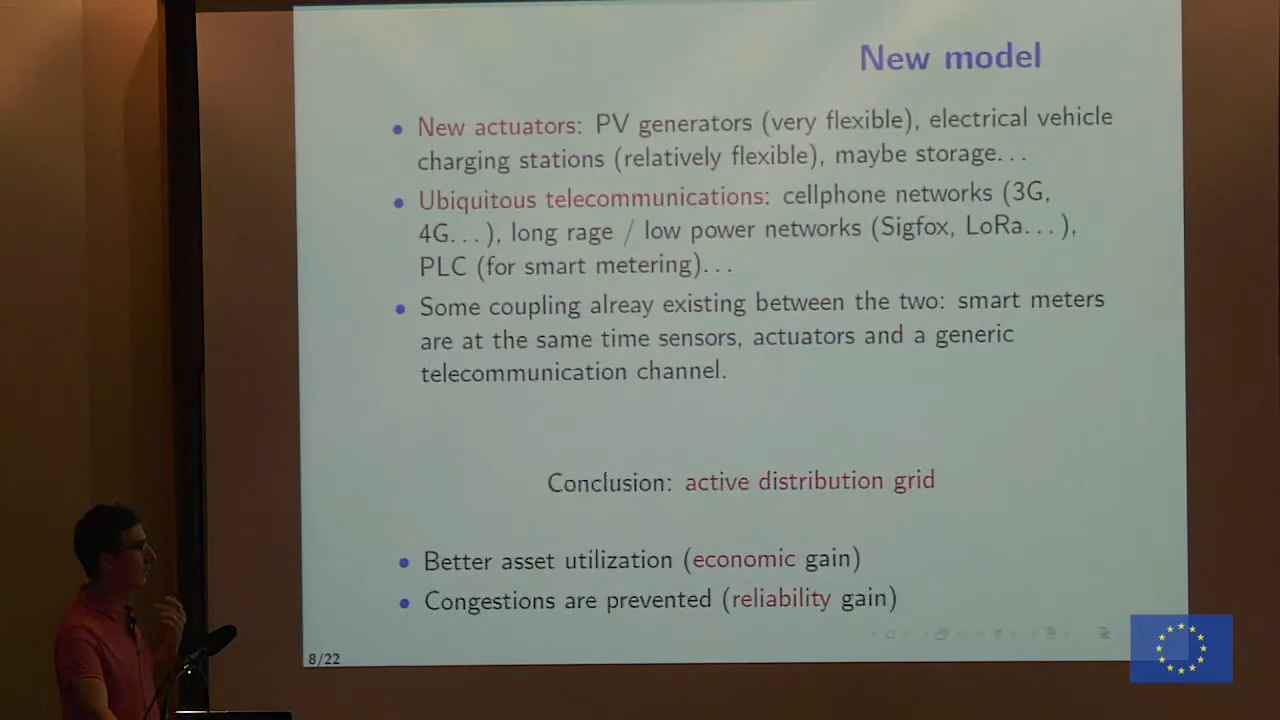 New model
• New actuators: PV generators (very flexible), electrical vehicle
charging stations (relatively flexible), maybe storage...
• Ubiquitous telecommunications: cellphone networks (3G,
4G...), long rage / low power networks (Sigfox, LoRa...),
PLC (for smart metering)...
• Some coupling alreay existing between the two: smart meters
are at the same time sensors, actuators and a generic
telecommunication channel.
Conclusion: active distribution grid
• Better asset utilization (economic gain)
• Congestions are prevented (reliability gain)
8/22